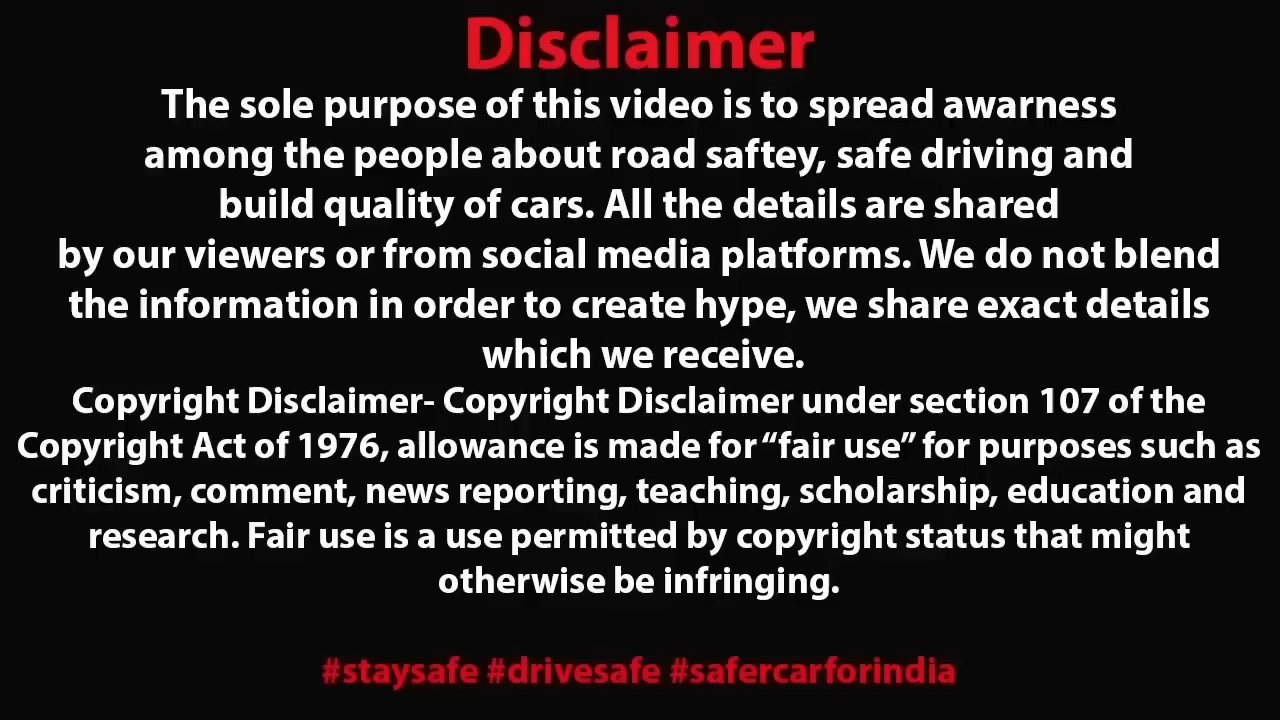 Disclaimer
The sole purpose of this video is to spread awarness
among the people about road saftey, safe driving and
build quality of cars. All the details are shared
by our viewers or from social media platforms. We do not blend
the information in order to create hype, we share exact details
which we receive.
Copyright Disclaimer- Copyright Disclaimer under section 107 of the
Copyright Act of 1976, allowance is made for “fair use” for purposes such as
criticism, comment, news reporting, teaching, scholarship, education and
research. Fair use is a use permitted by copyright status that might
otherwise be infringing.
#staysafe #drivesafe #safercarforindia